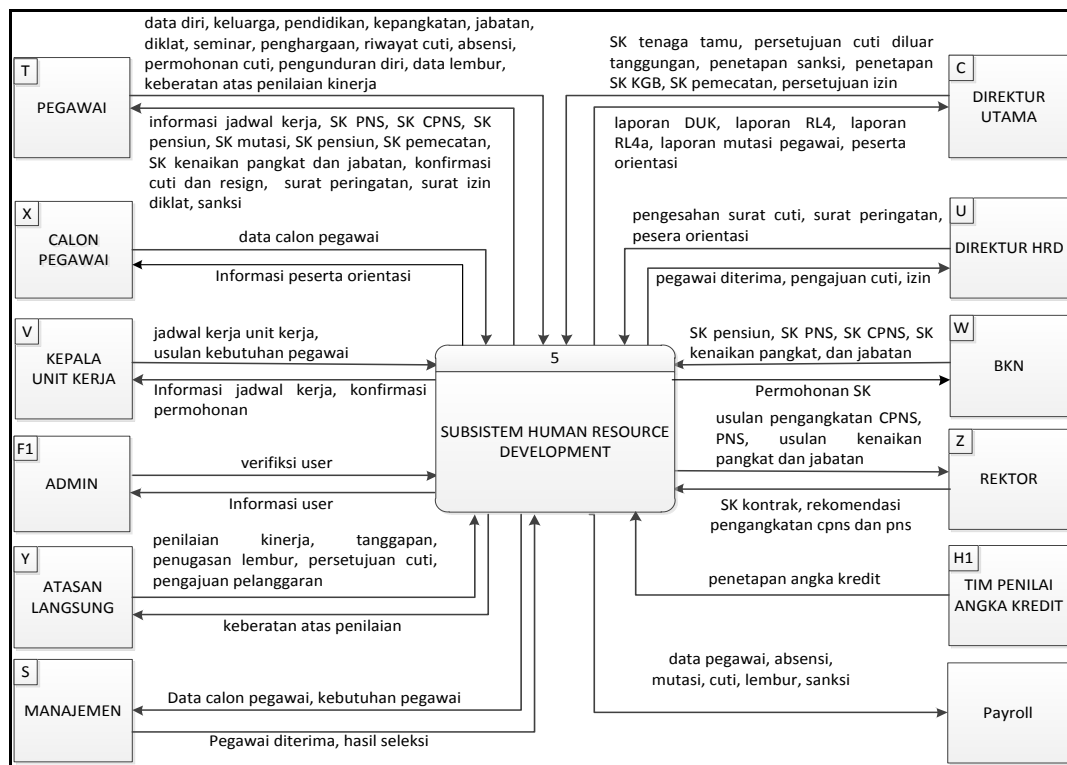 data diri, keluarga, pendidikan, kepangkatan, jabatan,
diklat, seminar, penghargaan, riwayat cuti, absensi,
permohonan cuti, pengunduran diri, data lembur,
keberatan atas penilaian kinerja
T
PEGAWAI
informasi jadwal kerja, SK PNS, SK CPNS, SK
pensiun, SK mutasi, SK pensiun, SK pemecatan,
SK kenaikan pangkat dan jabatan, konfirmasi
cuti dan resign, surat peringatan, surat izin
diklat, sanksi
X
CALON
PEGAWAI
data calon pegawai
Informasi peserta orientasi
V
KEPALA
UNIT KERJA
jadwal kerja unit kerja,
usulan kebutuhan pegawai
Informasi jadwal kerja, konfirmasi
permohonan
F1
ADMIN
verifiksi user
Informasi user
Y
ATASAN
LANGSUNG
penilaian kinerja, tanggapan,
penugasan lembur, persetujuan cuti,
pengajuan pelanggaran
keberatan atas penilaian
S
MANAJEMEN
Data calon pegawai, kebutuhan pegawai
Pegawai diterima, hasil seleksi
5
SUBSISTEM HUMAN RESOURCE
DEVELOPMENT
SK tenaga tamu, persetujuan cuti diluar
tanggungan, penetapan sanksi, penetapan
SK KGB, SK pemecatan, persetujuan izin
C
DIREKTUR
UTAMA
laporan DUK, laporan RL4, laporan
RL4a, laporan mutasi pegawai, peserta
orientasi
pengesahan surat cuti, surat peringatan,
pesera orientasi
U
DIREKTUR HRD
pegawai diterima, pengajuan cuti, izin
SK pensiun, SK PNS, SK CPNS, SK
kenaikan pangkat, dan jabatan
W
BKN
Permohonan SK
usulan pengangkatan CPNS,
PNS, usulan kenaikan
pangkat dan jabatan
Z
REKTOR
SK kontrak, rekomendasi
pengangkatan cpns dan pns
H1
TIM PENILAI
ANGKA KREDIT
penetapan angka kredit
data pegawai, absensi,
mutasi, cuti, lembur, sanksi
Payroll